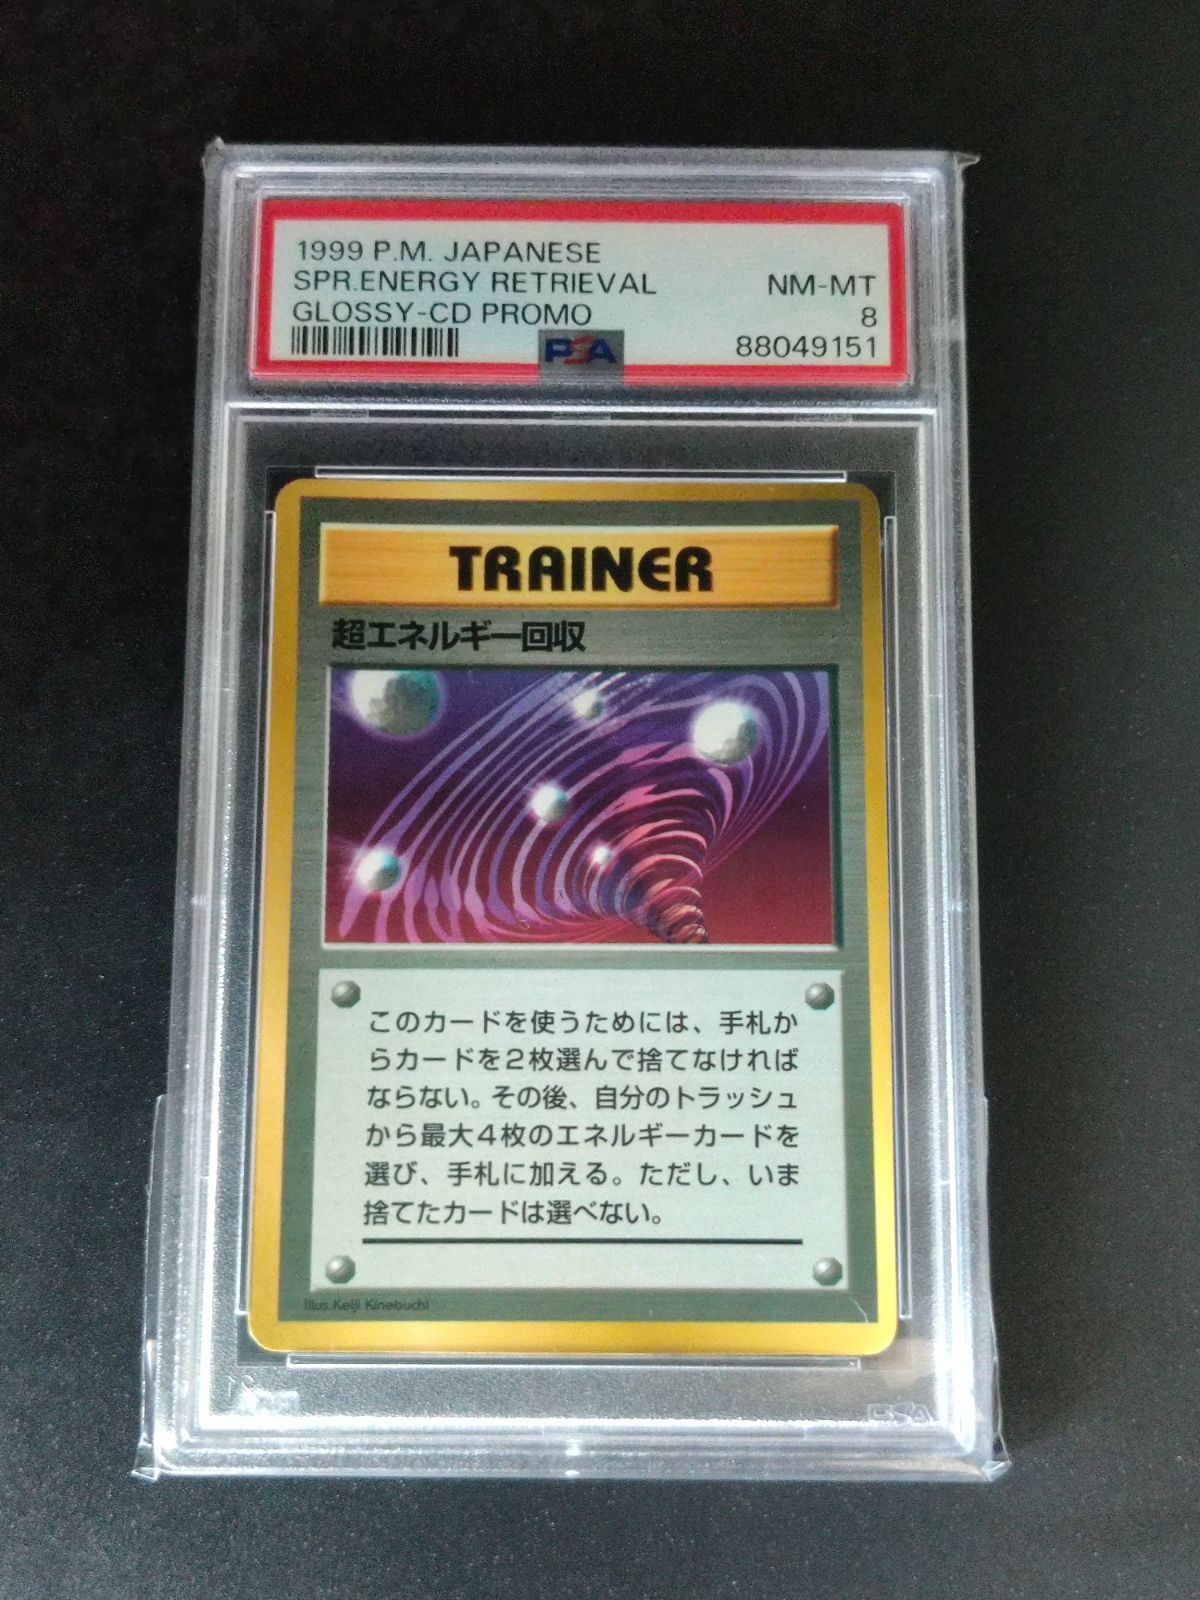 1999 P.M. JAPANESE
SPR.ENERGY RETRIEVAL
NM-MT
GLOSSY-CD PROMO
8
PSA
88049151
TRAINER
超エネルギー回収
このカードを使うためには、手札か
らカードを2枚選んで捨てなければ
ならない。その後、自分のトラッシュ
から最大4枚のエネルギーカードを
選び、手札に加える。ただし、いま
捨てたカードは選べない。
Illus. Keiji Kinebuchi
PSA